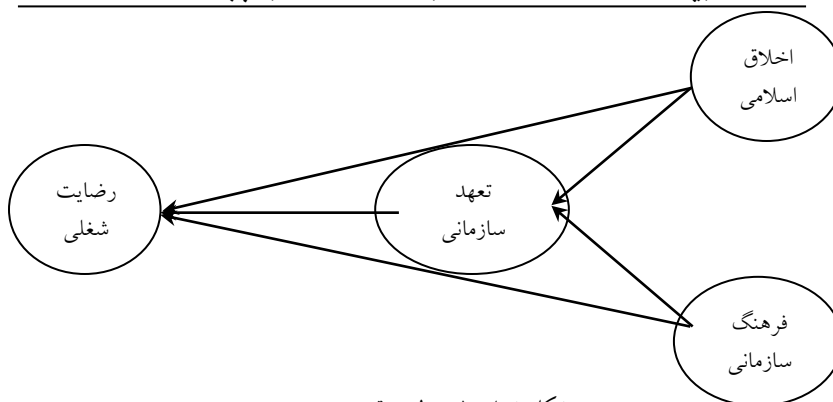 اخلاق
اسلامی
تعهد
سازمانی
رضایت
شغلی
فرهنگ
سازمانی